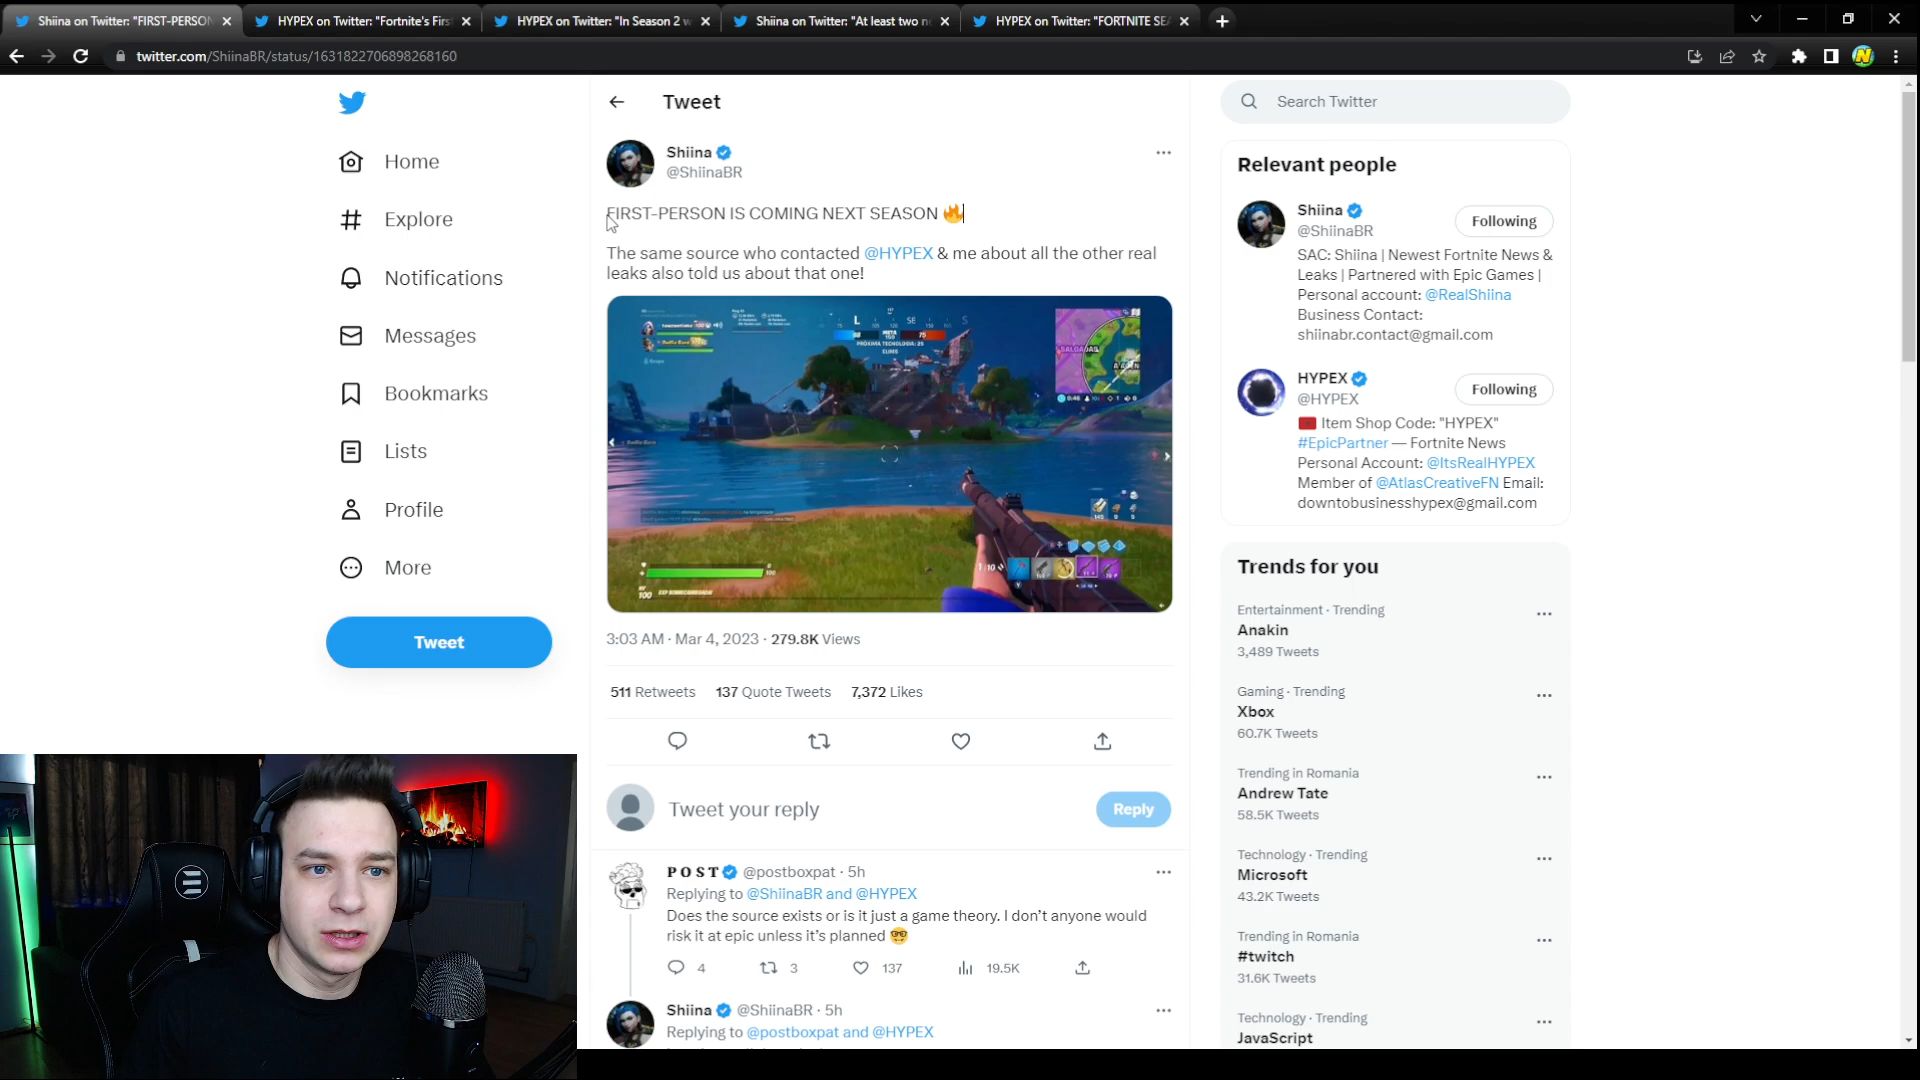 Shiina on Twitter: "FIRST-PERSON
HYPEX on Twitter: "Fortnite's Firs
HYPEX on Twitter: "In Season 2 w
Shiina on Twitter: "At least two n
HYPEX on Twitter: "FORTNITE SEA
twitter.com/ShiinaBR/status/1631822706898268160
Home
Explore
Notifications
Messages
Bookmarks
Lists
Profile
More
Tweet
Tweet
Shiina
@ShiinaBR
FIRST-PERSON IS COMING NEXT SEASON 🔥
The same source who contacted @HYPEX & me about all the other real
leaks also told us about that one!
3:03 AM · Mar 4, 2023 · 279.8K Views
511 Retweets 137 Quote Tweets 7,372 Likes
Tweet your reply
Reply
POST @postboxpat · 5h
Replying to @ShiinaBR and @HYPEX
Does the source exists or is it just a game theory. I don't anyone would
risk it at epic unless it's planned 🤓
4 3 137 19.5K
Shiina @ShiinaBR · 5h
Replying to @postboxpat and @HYPEX
Search Twitter
Relevant people
Shiina
@ShiinaBR
Following
SAC: Shiina | Newest Fortnite News &
Leaks | Partnered with Epic Games |
Personal account: @RealShiina
Business Contact:
shiinabr.contact@gmail.com
HYPEX
@HYPEX
Following
Item Shop Code: "HYPEX"
#EpicPartner — Fortnite News
Personal Account: @ItsRealHYPEX
Member of @AtlasCreativeFN Email:
downtobusinesshypex@gmail.com
Trends for you
Entertainment · Trending
Anakin
3,489 Tweets
Gaming · Trending
Xbox
60.7K Tweets
Trending in Romania
Andrew Tate
58.5K Tweets
Technology · Trending
Microsoft
43.2K Tweets
Trending in Romania
#twitch
31.6K Tweets
Technology · Trending
JavaScript